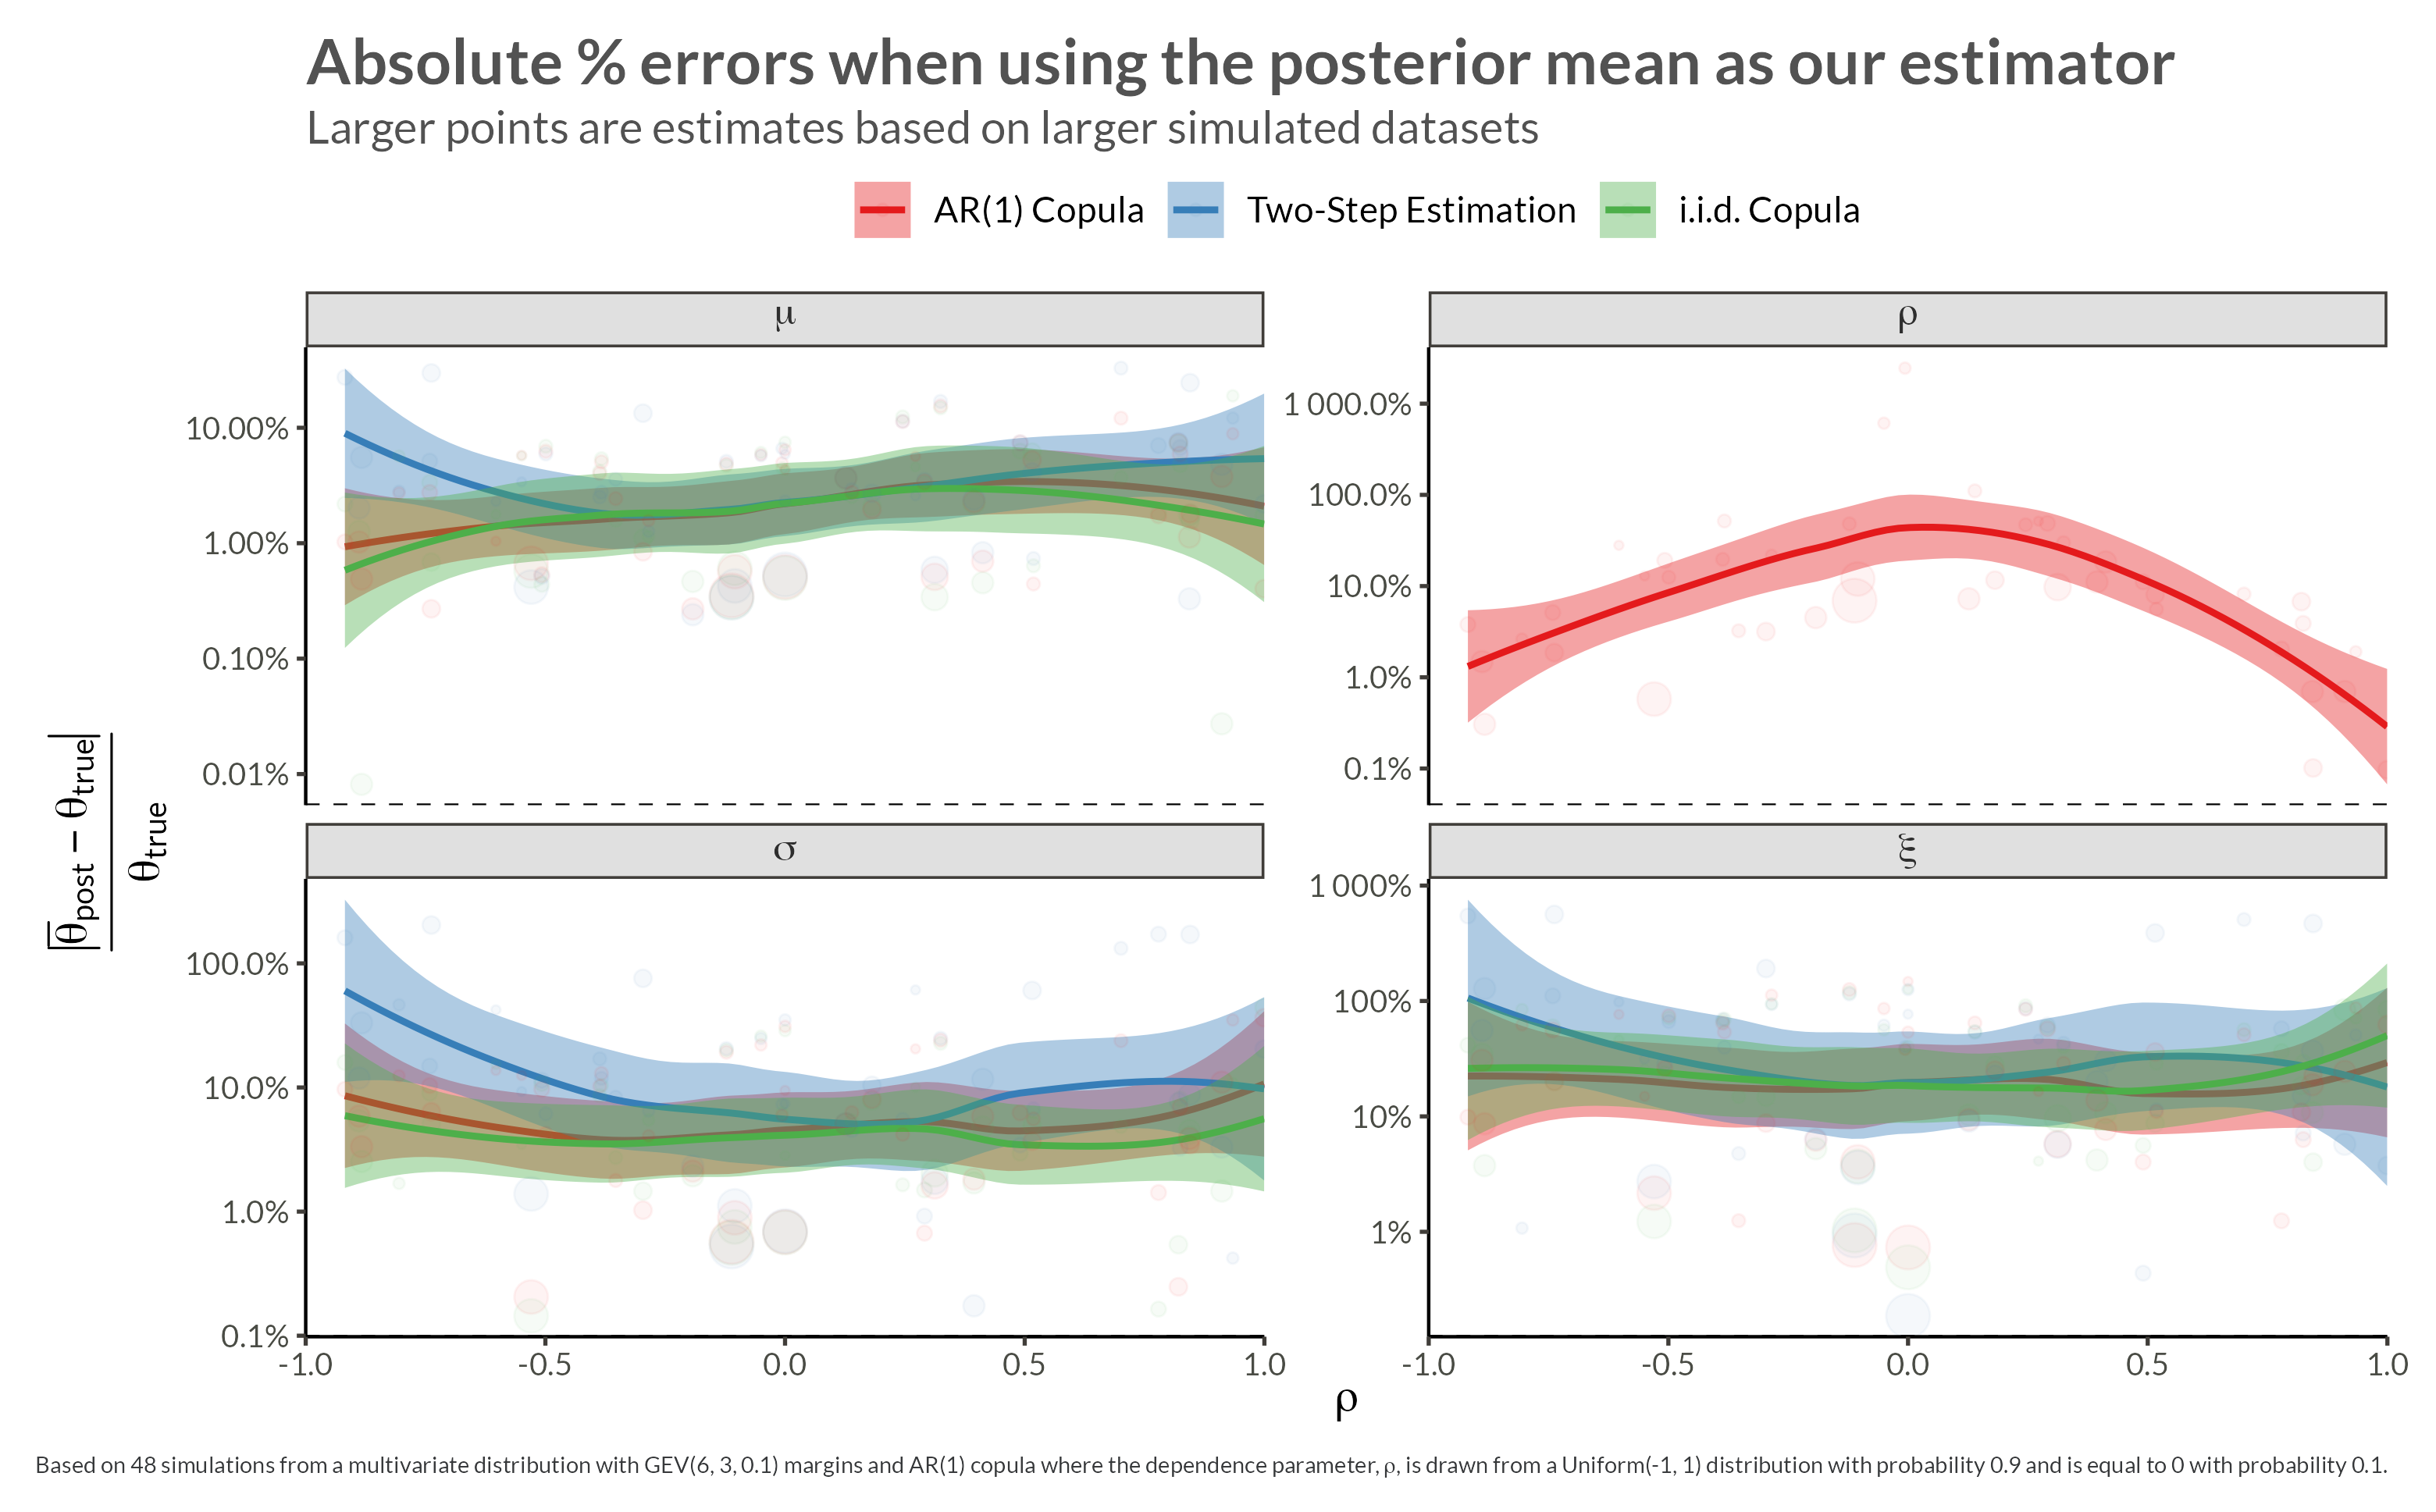 Absolute % errors when using the posterior mean as our estimator
Larger points are estimates based on larger simulated datasets
AR(1) Copula
Two-Step Estimation
i.i.d. Copula
μ
10.00%
1.00%
0.10%
0.01%
ρ
1 000.0%
100.0%
10.0%
1.0%
0.1%
σ
100.0%
10.0%
1.0%
0.1%
-1.0 -0.5 0.0 0.5 1.0
ξ
1 000%
100%
10%
1%
-1.0 -0.5 0.0 0.5 1.0
|θ̅post − θtrue|
θtrue
ρ
Based on 48 simulations from a multivariate distribution with GEV(6, 3, 0.1) margins and AR(1) copula where the dependence parameter, ρ, is drawn from a Uniform(-1, 1) distribution with probability 0.9 and is equal to 0 with probability 0.1.